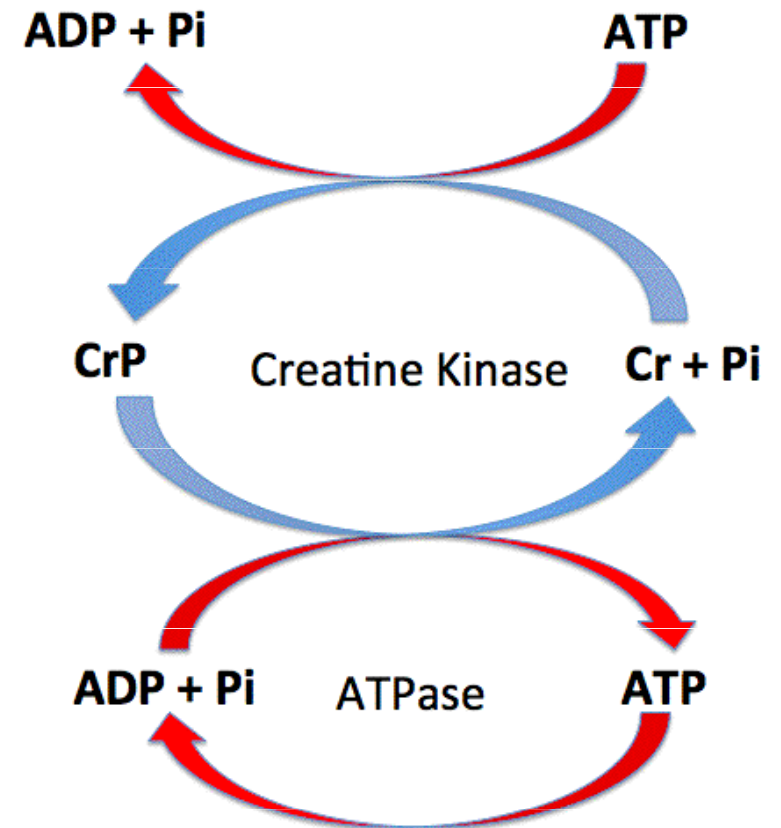 ADP + Pi ATP
CrP Creatine Kinase Cr + Pi
ADP + Pi ATPase ATP